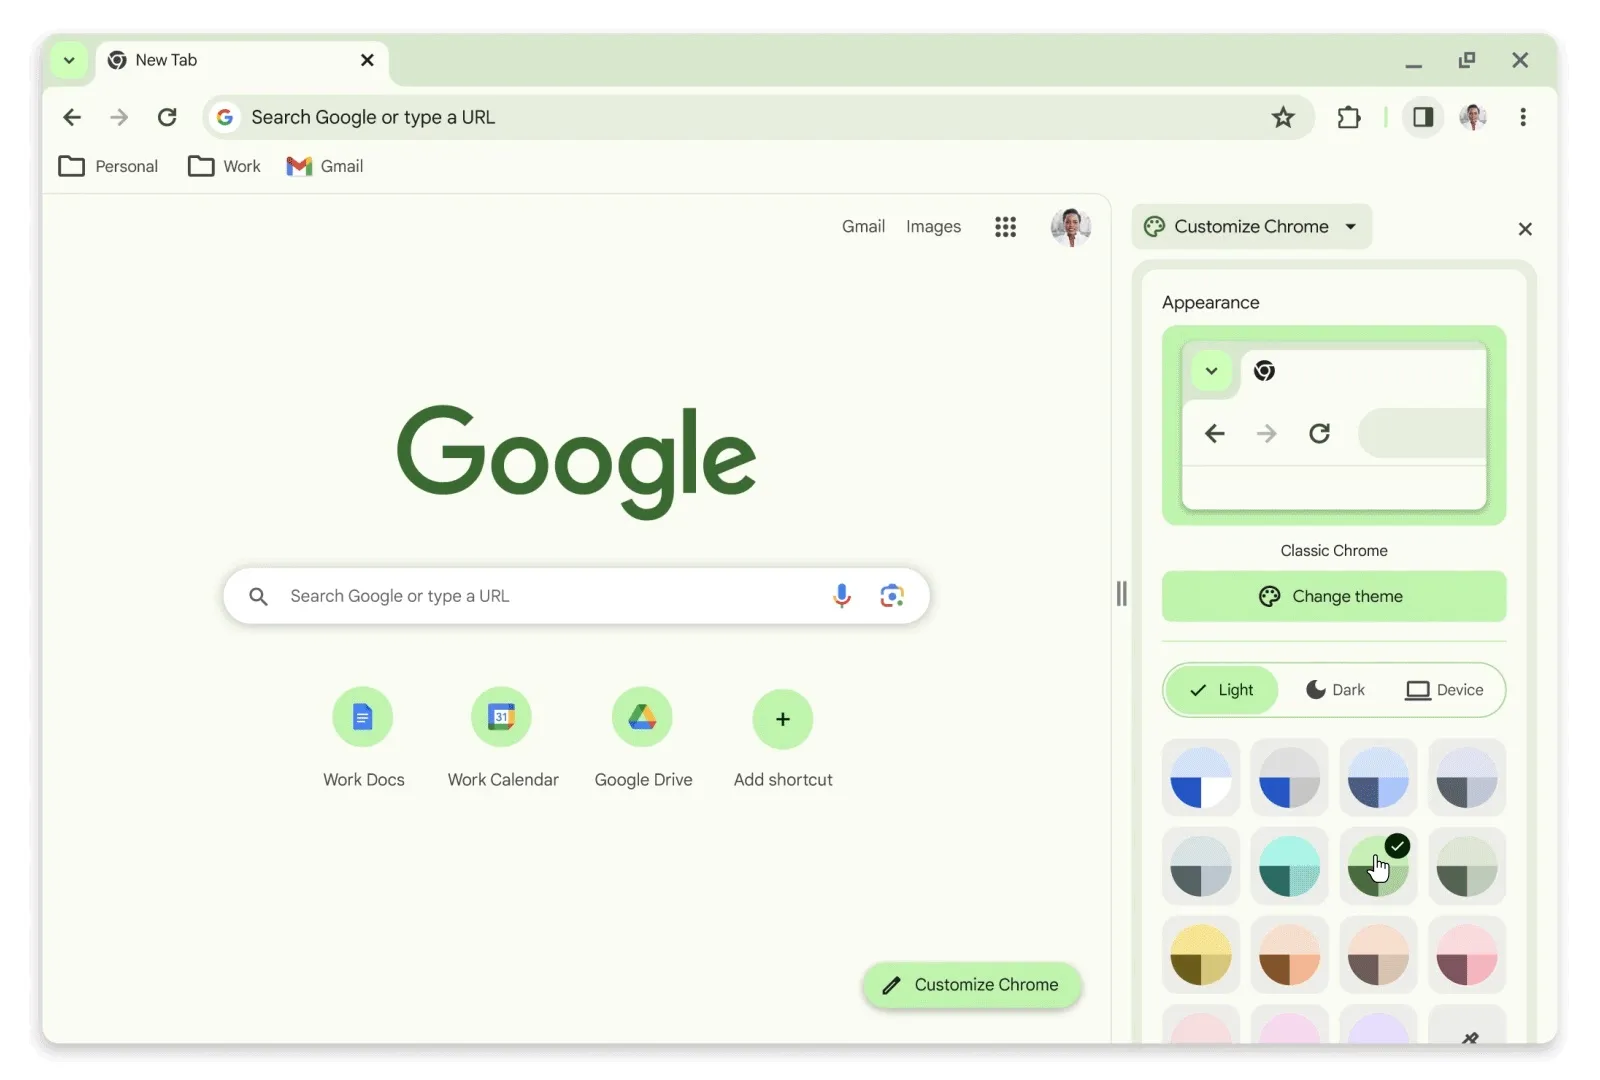 New Tab
Search Google or type a URL
Personal
Work
Gmail
Gmail
Images
Customize Chrome
Appearance
Google
Classic Chrome
Search Google or type a URL
Change theme
Light
Dark
Device
31
Work Docs
Work Calendar
Google Drive
Add shortcut
Customize Chrome